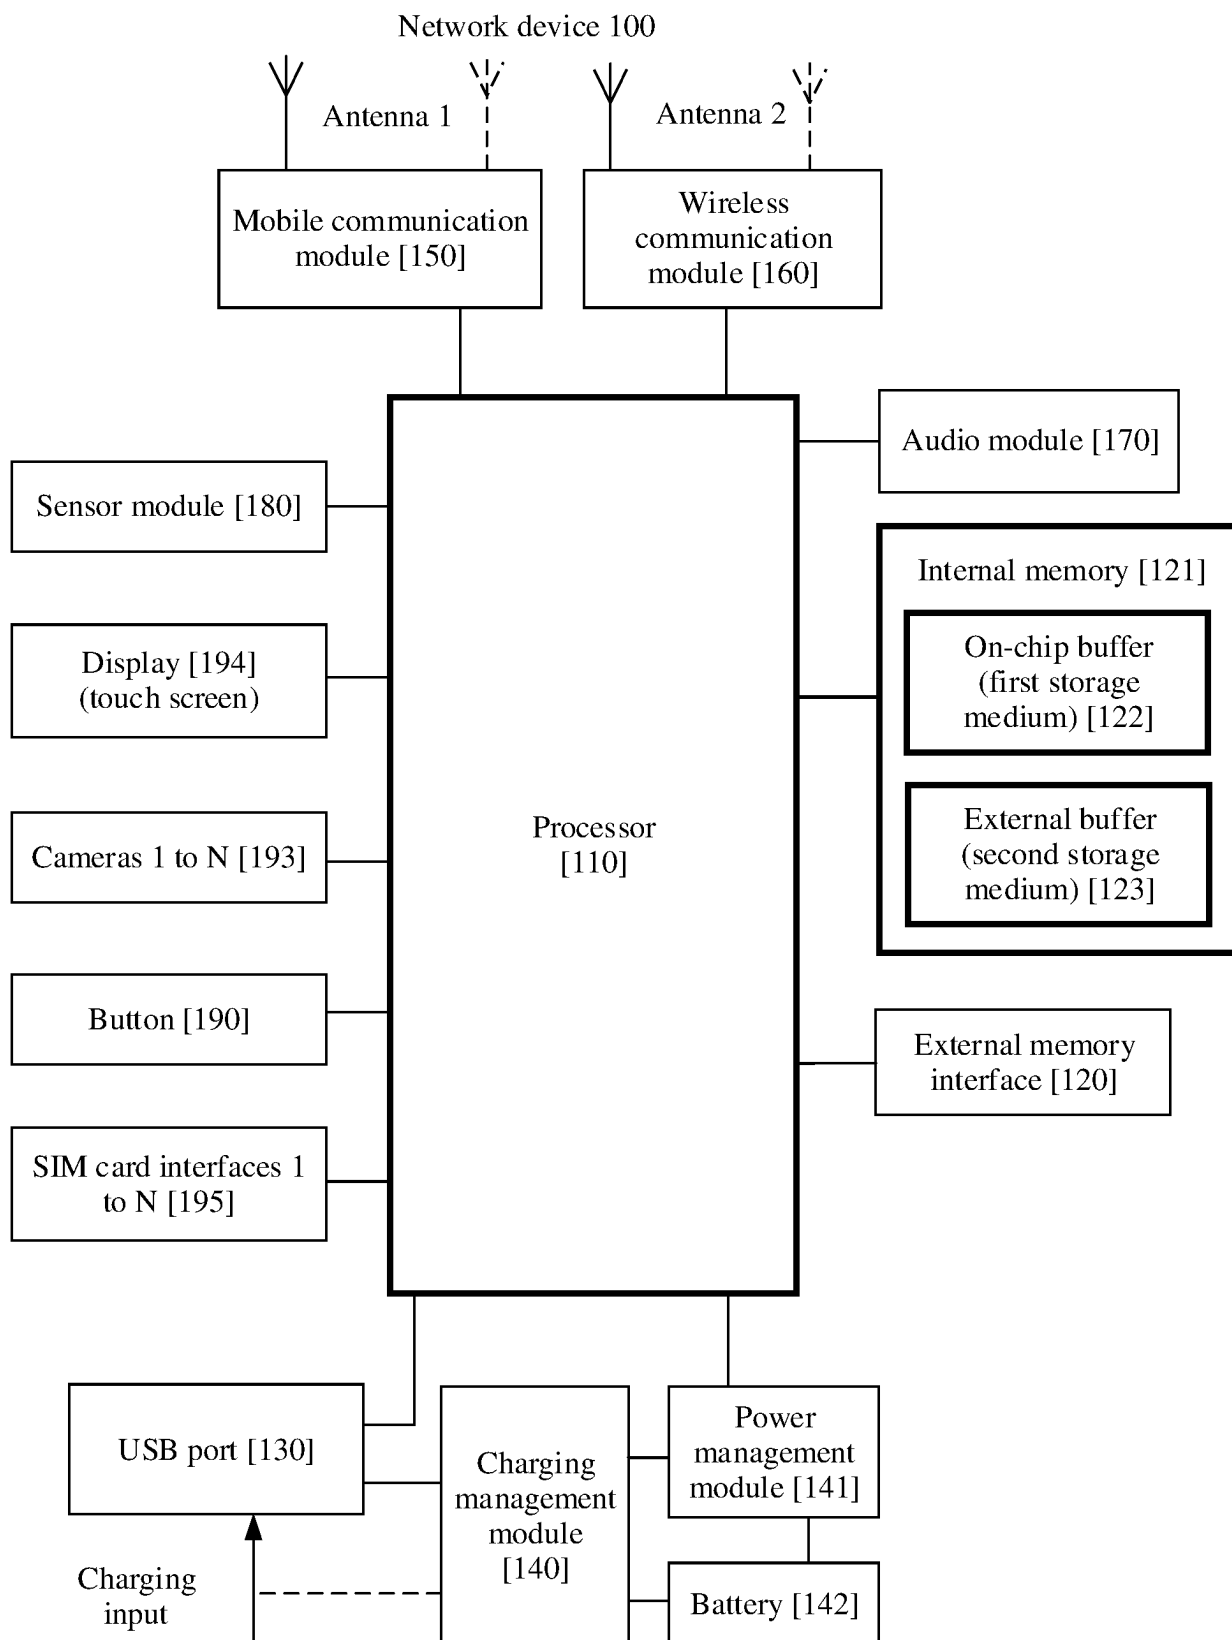 Network device 100
Antenna 1
Antenna 2
Mobile communication
module [150]
Wireless
communication
module [160]
Audio module [170]
Sensor module [180]
Internal memory [121]
On-chip buffer
(first storage
medium) [122]
Display [194]
(touch screen)
External buffer
(second storage
medium) [123]
Processor
[110]
Cameras 1 to N [193]
Button [190]
External memory
interface [120]
SIM card interfaces 1
to N [195]
USB port [130]
Charging
management
module
[140]
Power
management
module [141]
Charging
input
Battery [142]